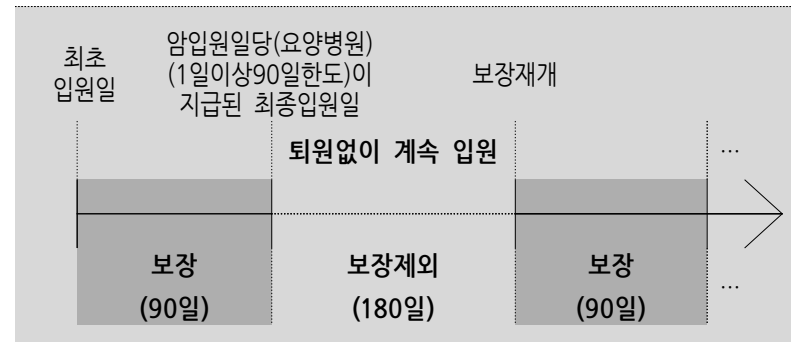 최초
입원일
암입원일당(요양병원)
(1일이상90일한도)이
지급된 최종입원일
보장재개
퇴원없이 계속 입원
…
보장
(90일)
보장제외
(180일)
보장
(90일)
…